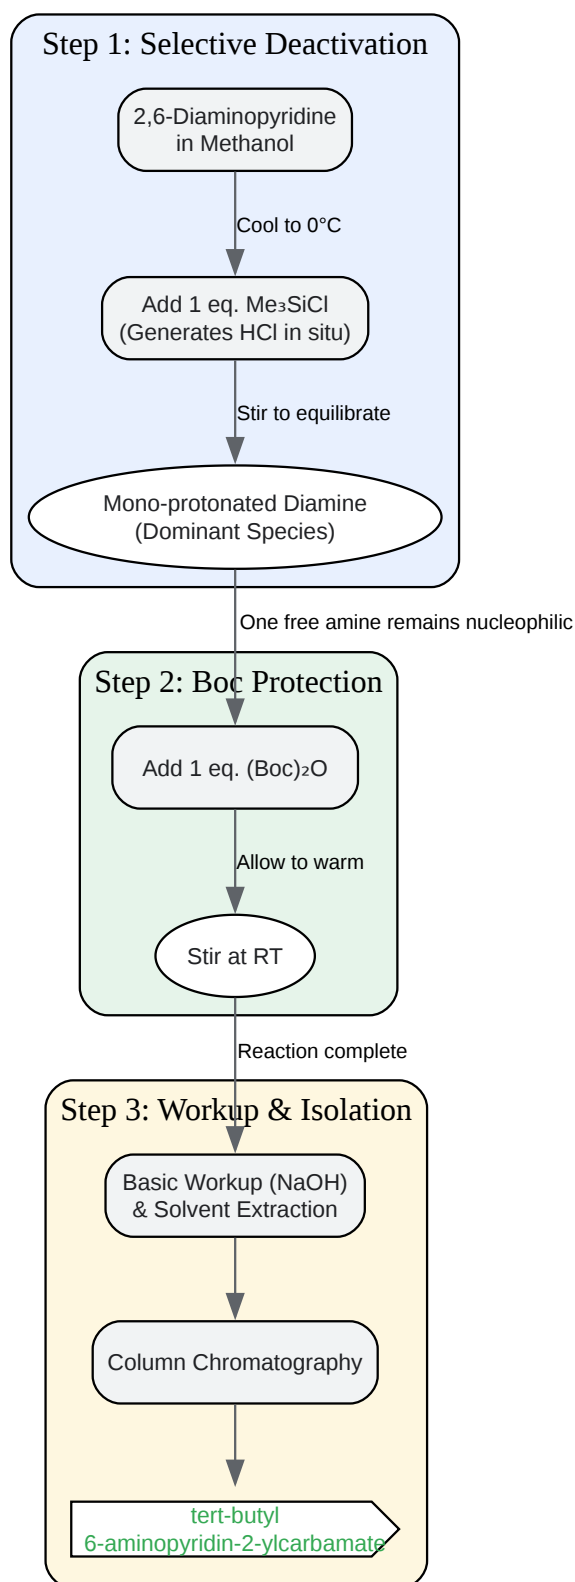 Step 1: Selective Deactivation
2,6-Diaminopyridine
in Methanol
Cool to 0°C
Add 1 eq. Me₃SiCl
(Generates HCl in situ)
Stir to equilibrate
Mono-protonated Diamine
(Dominant Species)
One free amine remains nucleophilic
Step 2: Boc Protection
Add 1 eq. (Boc)₂O
Allow to warm
Stir at RT
Reaction complete
Step 3: Workup & Isolation
Basic Workup (NaOH)
& Solvent Extraction
Column Chromatography
tert-butyl
6-aminopyridin-2-ylcarbamate